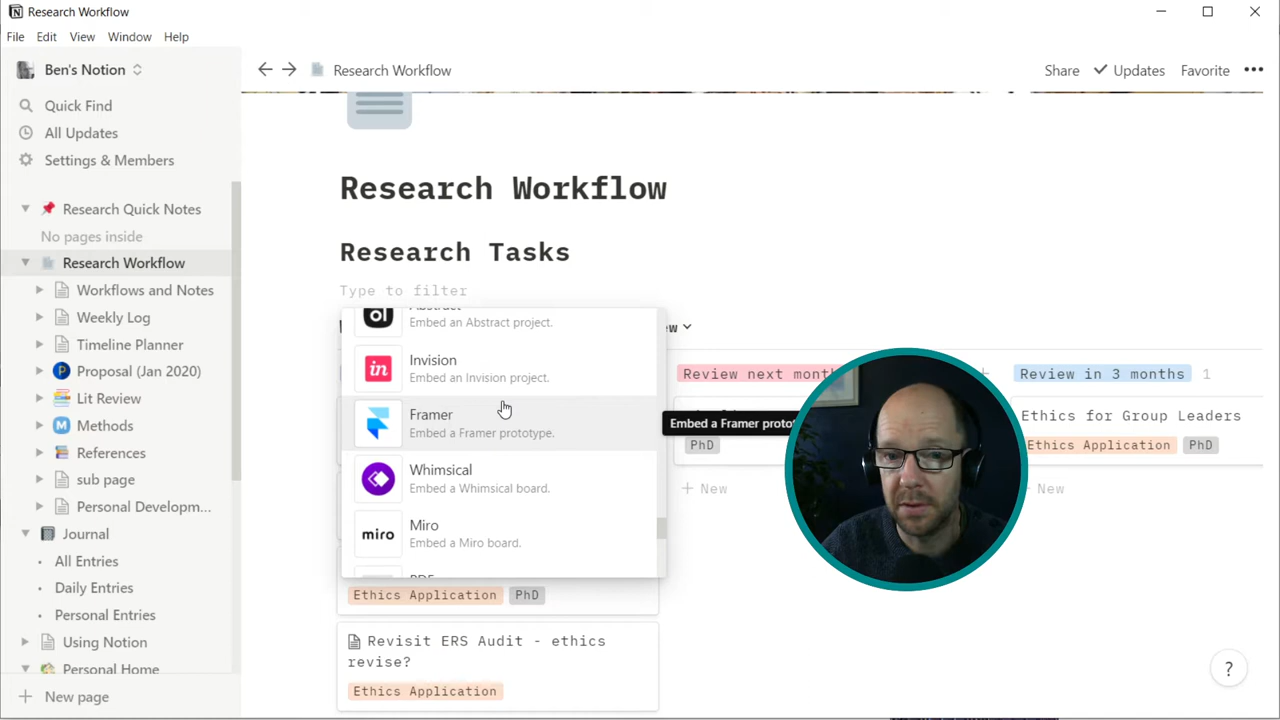 Research Workflow
File Edit View Window Help
Ben's Notion
Research Workflow
Share Updates Favorite •••
Quick Find
All Updates
Settings & Members
Research Quick Notes
No pages inside
Research Workflow
Workflows and Notes
Weekly Log
Timeline Planner
Proposal (Jan 2020)
Lit Review
Methods
References
sub page
Personal Developm...
Journal
All Entries
Daily Entries
Personal Entries
Using Notion
Personal Home
+ New page
Research Workflow
Research Tasks
Type to filter
Abstract
Embed an Abstract project.
in
Invision
Embed an Invision project.
Framer
Embed a Framer prototype.
Whimsical
Embed a Whimsical board.
miro
Miro
Embed a Miro board.
PDF
Embed a Framer
Ethics Application PhD
Revisit ERS Audit - ethics
revise?
Ethics Application
Review next month
PhD
+ New
Review in 3 months 1
Ethics for Group Leaders
Ethics Application PhD
New
?